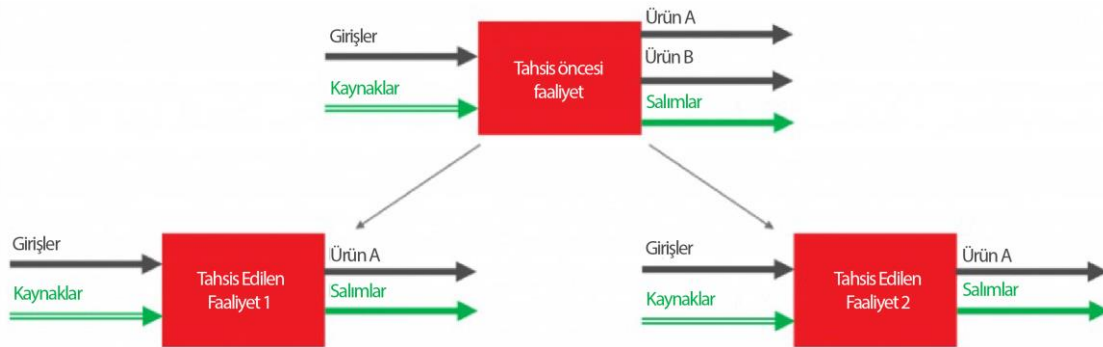 Girişler
Kaynaklar
Tahsis öncesi
faaliyet
Ürün A
Ürün B
Salımlar
Girişler
Kaynaklar
Tahsis Edilen
Faaliyet 1
Ürün A
Salımlar
Girişler
Kaynaklar
Tahsis Edilen
Faaliyet 2
Ürün A
Salımlar